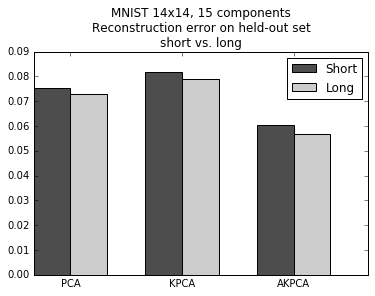 MNIST 14x14, 15 components
Reconstruction error on held-out set
short vs. long
0.09
0.08
0.07
0.06
0.05
0.04
0.03
0.02
0.01
0.00
Short
Long
PCA
KPCA
AKPCA